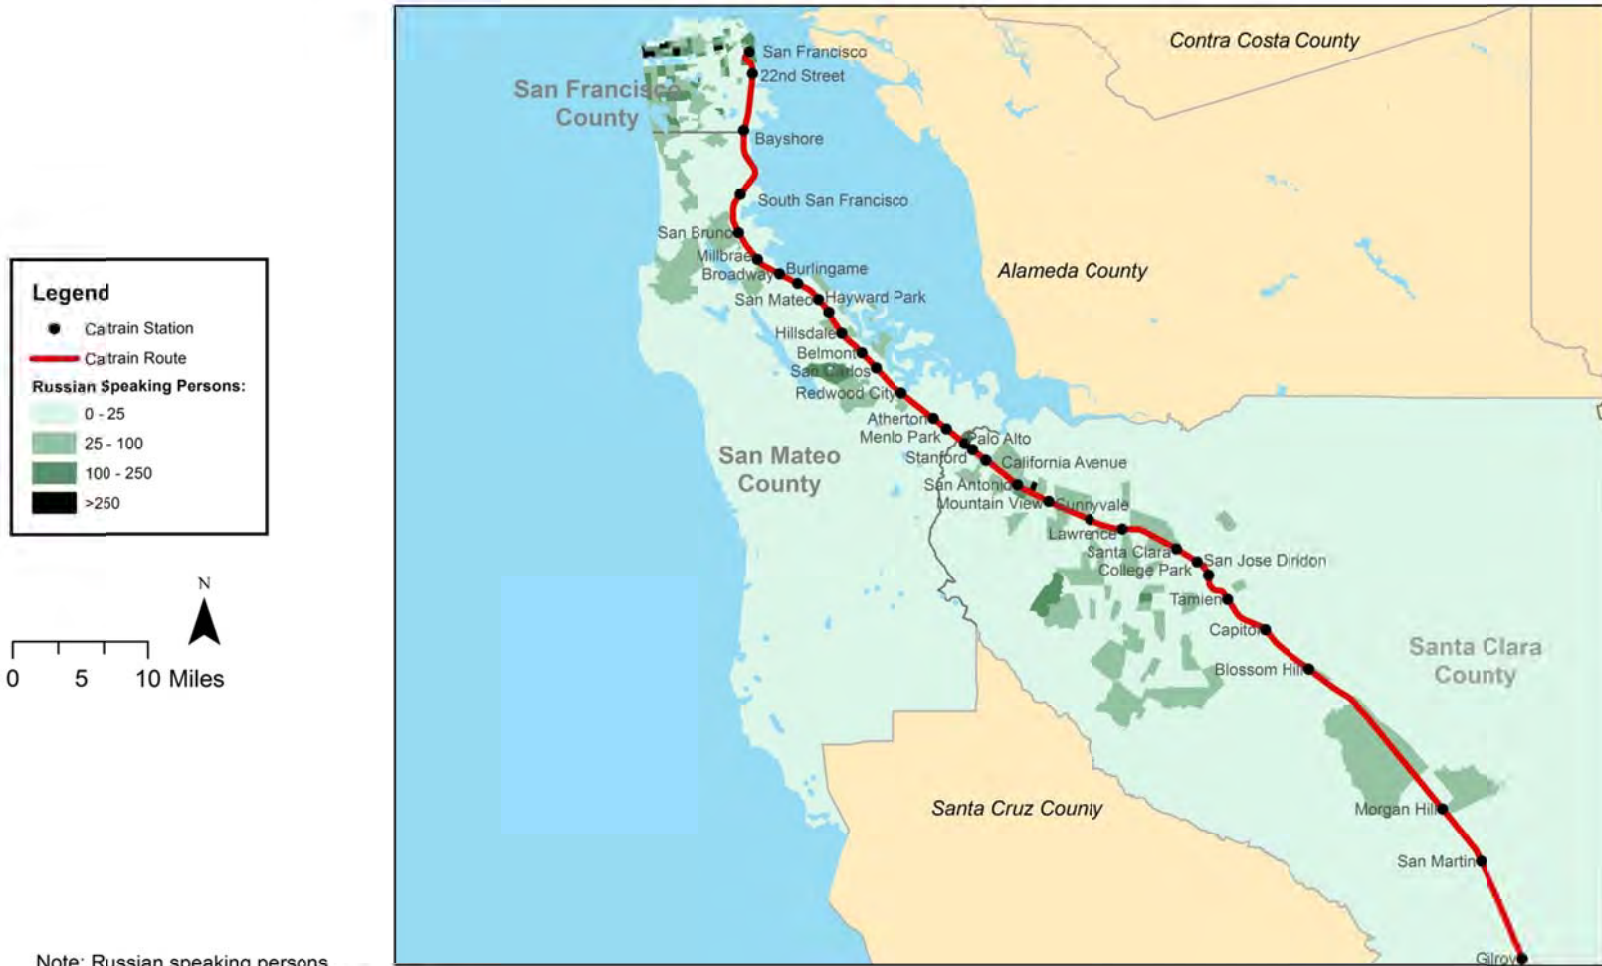 Contra Costa County
San Francisco
22nd Street
San Francisco
County
Bayshore
South San Francisco
San Bruno
Millbrae
Broadway
Burlingame
Alameda County
San Mateo
Hayward Park
Hillsdale
Belmont
San Carlos
Redwood City
Atherton
Menlo Park
Palo Alto
Stanford
California Avenue
San Mateo
County
San Antonio
Mountain View
Sunnyvale
Lawrence
Santa Clara
College Park
San Jose Diridon
Tamien
Capitol
Blossom Hill
Santa Clara
County
Santa Cruz County
Morgan Hill
San Martin
Gilroy
Legend
Caltrain Station
Caltrain Route
Russian Speaking Persons:
0 - 25
25 - 100
100 - 250
>250
N
0 5 10 Miles
Note: Russian speaking persons